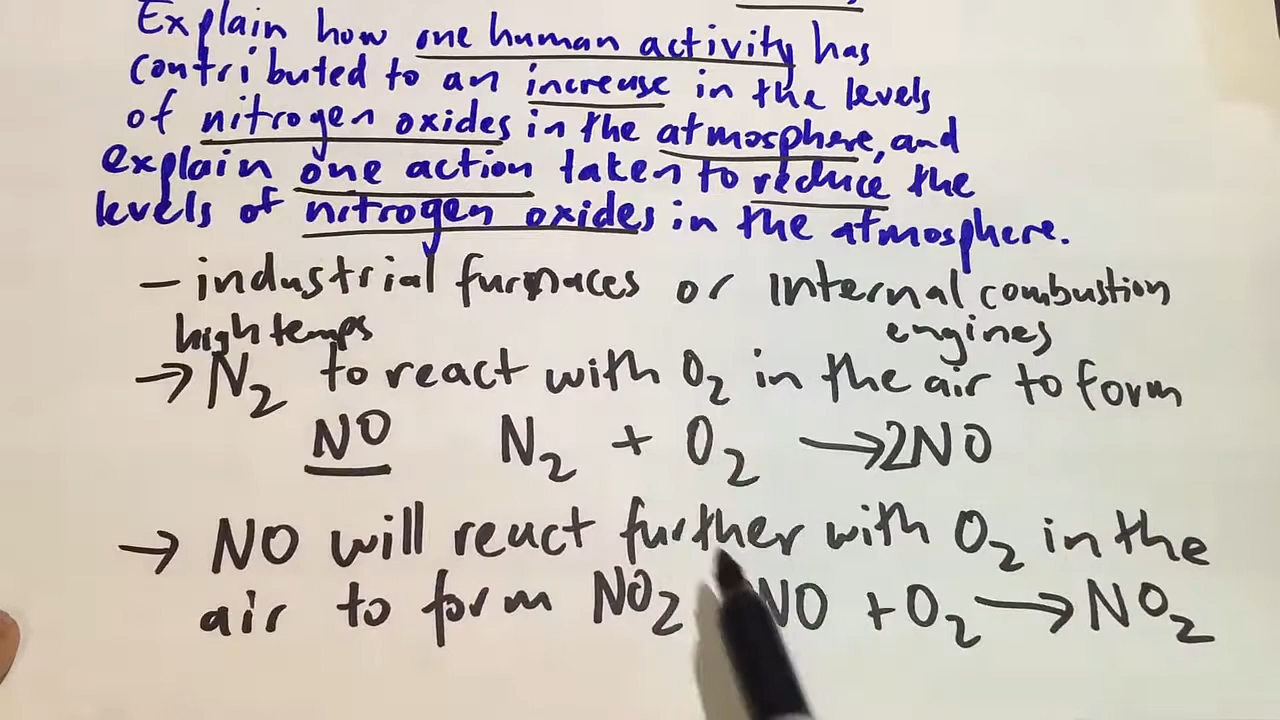 Explain how one human activity has
contributed to an increase in the levels
of nitrogen oxides in the atmosphere, and
explain one action taken to reduce the
levels of nitrogen oxides in the atmosphere.
– industrial furnaces or internal combustion
high temps engines
→ N₂ to react with O₂ in the air to form
NO N₂ + O₂ → 2NO
→ NO will react further with O₂ in the
air to form NO₂ NO + O₂ → NO₂